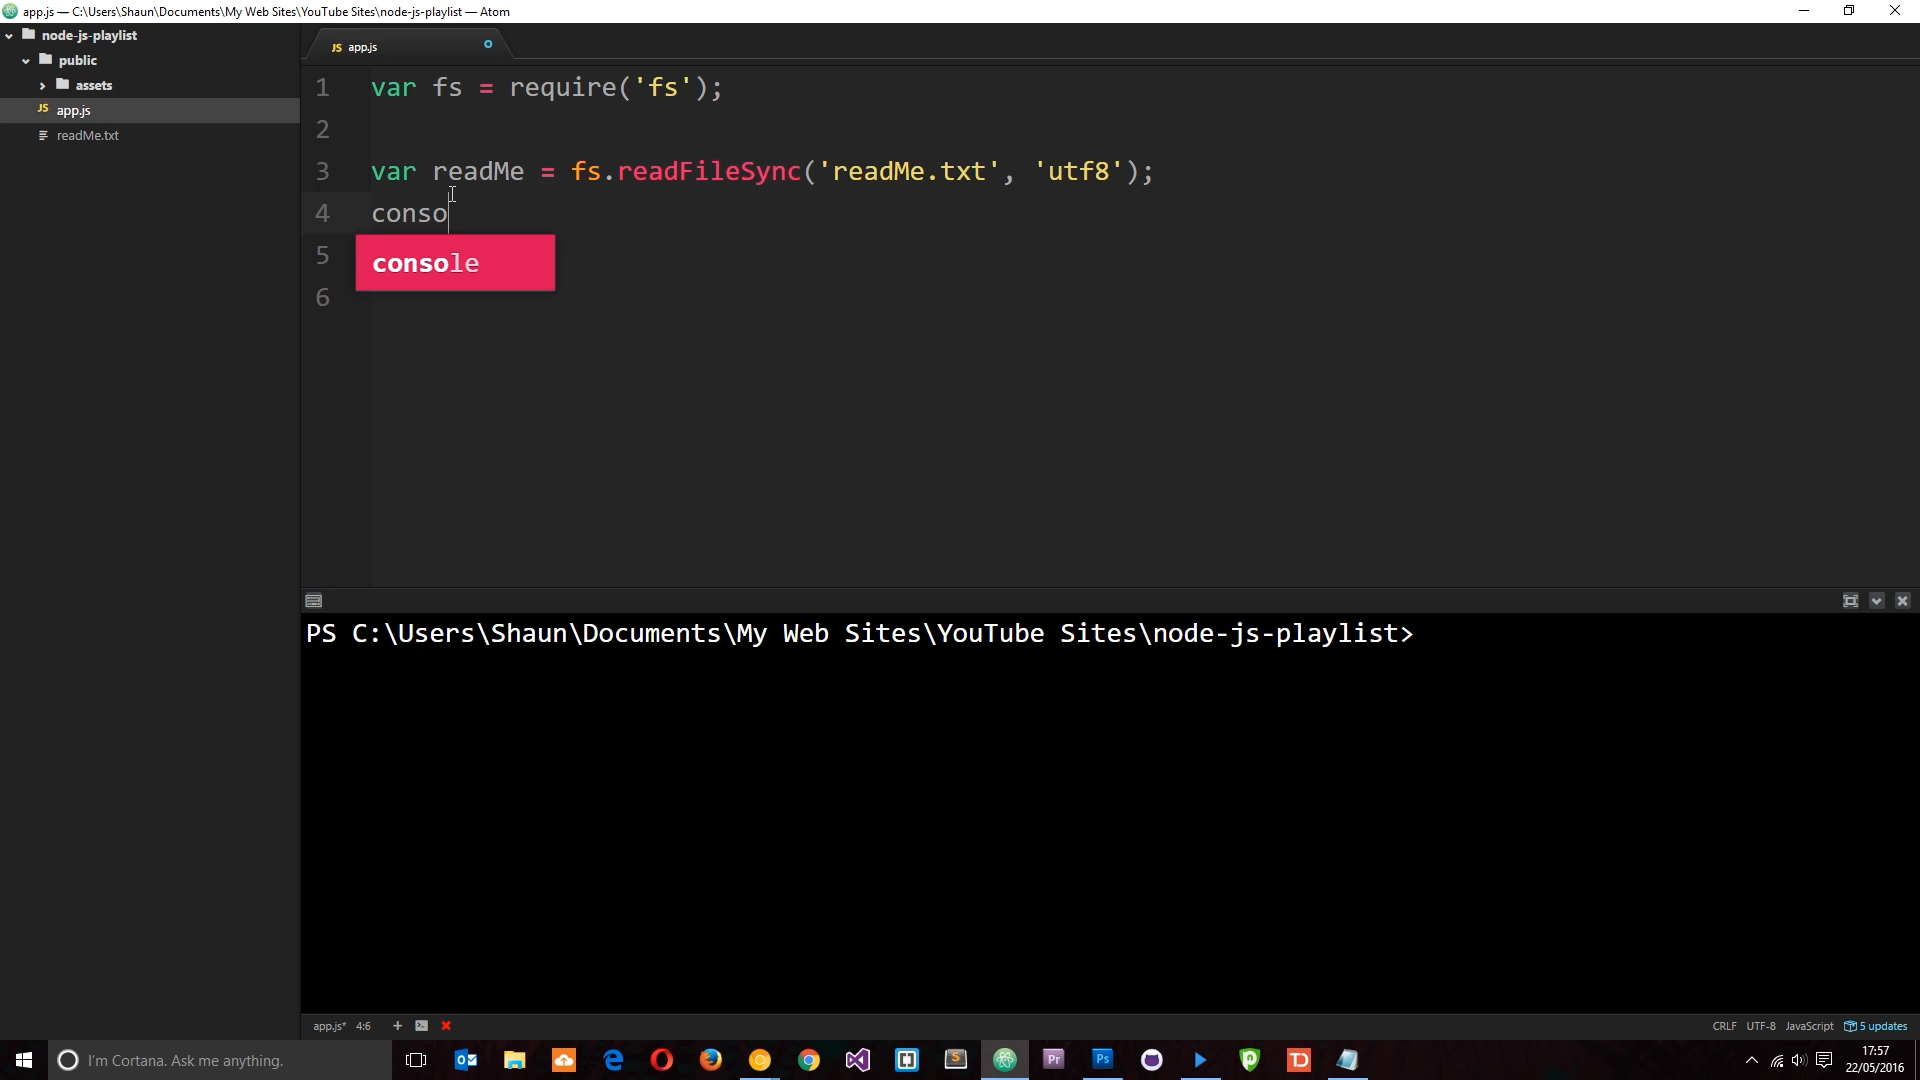 app.js — C:\Users\Shaun\Documents\My Web Sites\YouTube Sites\node-js-playlist — Atom
node-js-playlist
public
assets
JS app.js
readMe.txt
JS app.js
1 var fs = require('fs');
2
3 var readMe = fs.readFileSync('readMe.txt', 'utf8');
4 conso
5 console
6
PS C:\Users\Shaun\Documents\My Web Sites\YouTube Sites\node-js-playlist>
app.js* 4:6
CRLF UTF-8 JavaScript 5 updates
I'm Cortana. Ask me anything.
S
Pr
Ps
TD
17:57
22/05/2016